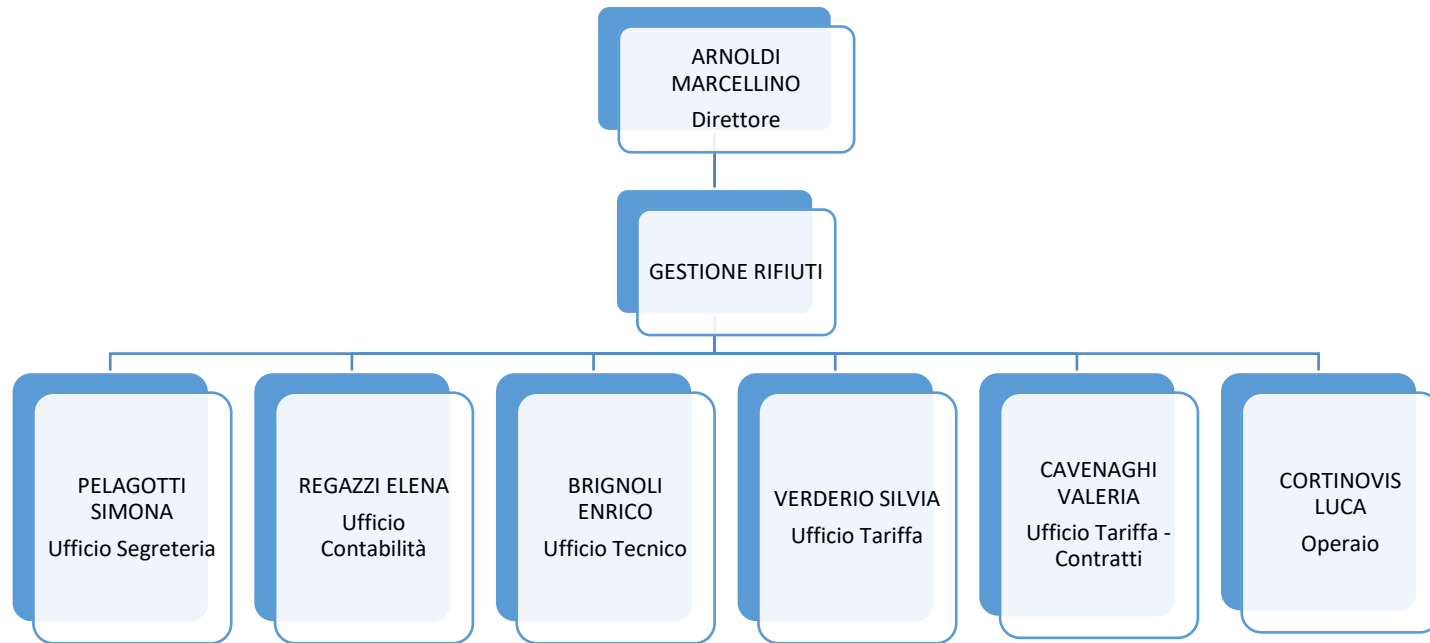 ARNOLDI
MARCELLINO
Direttore
GESTIONE RIFIUTI
PELAGOTTI
SIMONA
Ufficio Segreteria
REGAZZI ELENA
Ufficio
Contabilità
BRIGNOLI
ENRICO
Ufficio Tecnico
VERDERIO SILVIA
Ufficio Tariffa
CAVENAGHI
VALERIA
Ufficio Tariffa -
Contratti
CORTINOVIS
LUCA
Operaio